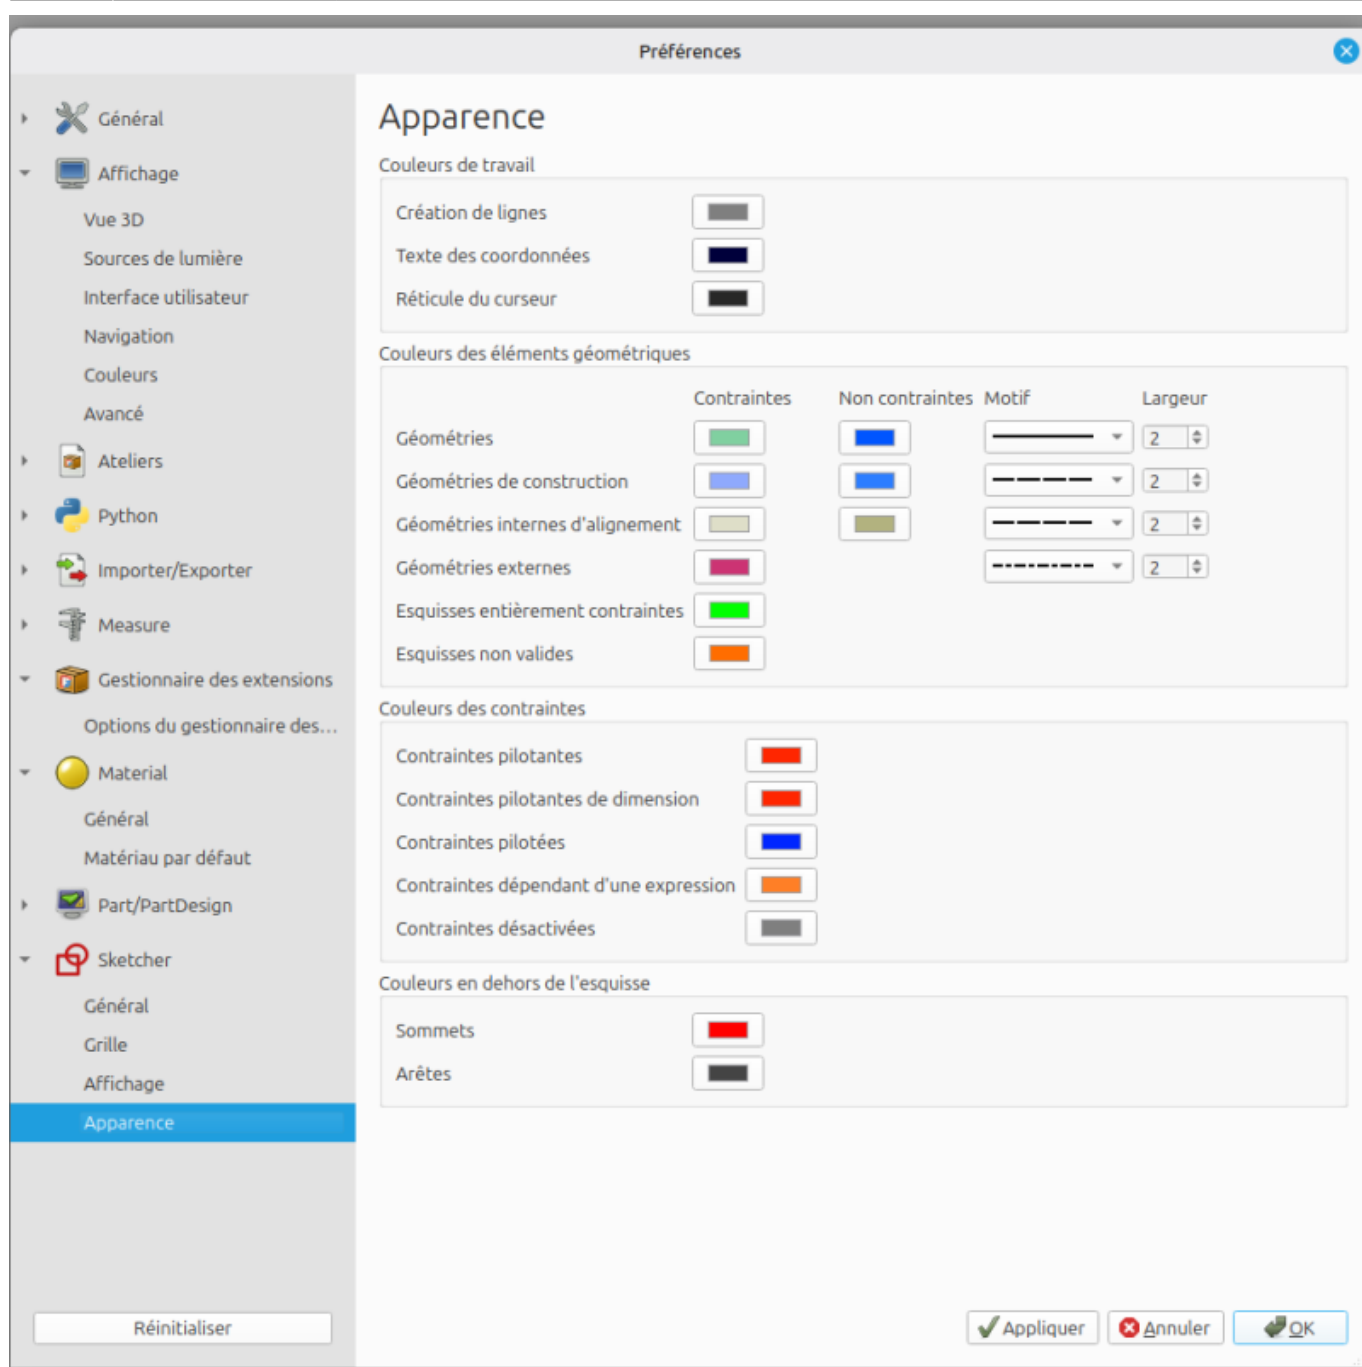 Préférences
Général
Affichage
Vue 3D
Sources de lumière
Interface utilisateur
Navigation
Couleurs
Avancé
Ateliers
Python
Importer/Exporter
Measure
Gestionnaire des extensions
Options du gestionnaire des...
Material
Général
Matériau par défaut
Part/PartDesign
Sketcher
Général
Grille
Affichage
Apparence
Réinitialiser
Apparence
Couleurs de travail
Création de lignes
Texte des coordonnées
Réticule du curseur
Couleurs des éléments géométriques
Contraintes Non contraintes Motif Largeur
Géométries 2
Géométries de construction 2
Géométries internes d'alignement 2
Géométries externes 2
Esquisses entièrement contraintes
Esquisses non valides
Couleurs des contraintes
Contraintes pilotantes
Contraintes pilotantes de dimension
Contraintes pilotées
Contraintes dépendant d'une expression
Contraintes désactivées
Couleurs en dehors de l'esquisse
Sommets
Arêtes
Appliquer Annuler OK